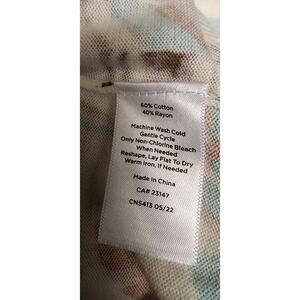 60% Cotton
40% Rayon
Machine Wash Cold
Gentle Cycle
Only Non-Chlorine Bleach
When Needed
Reshape, Lay Flat To Dry
Warm Iron, If Needed
Made in China
CA# 23147
CN5413 05/22